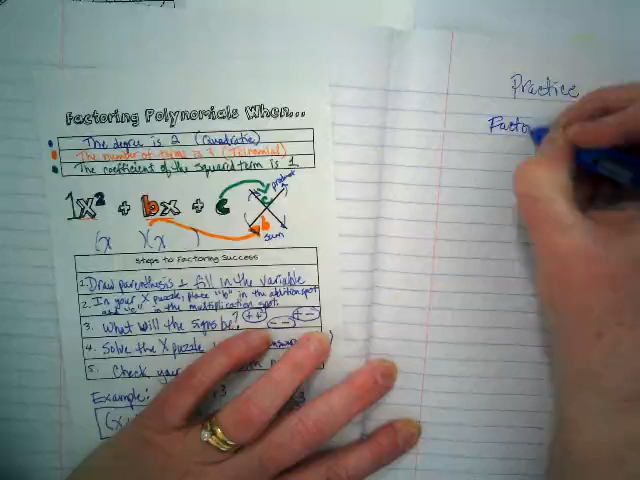 Factoring Polynomials When...
The degree is 2 (Quadratic)
The number of terms is 3 (Trinomial)
The coefficient of the squared term is 1
1x² + bx + c
product
c
b
sum
(x )(x )
Steps to Factoring Success
1. Draw parenthesis & fill in the variable
2. In your X puzzle, place "b" in the addition spot
and "c" in the multiplication spot.
3. What will the signs be? ++ -- +-
4. Solve the X puzzle
5. Check your
Example:
(x
Practice
Facto